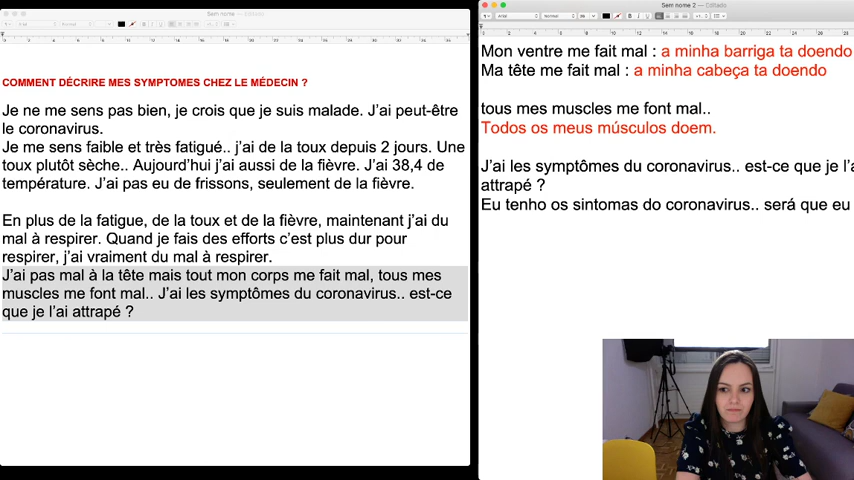 Sem nome — Editado
COMMENT DÉCRIRE MES SYMPTOMES CHEZ LE MÉDECIN ?
Je ne me sens pas bien, je crois que je suis malade. J’ai peut-être
le coronavirus.
Je me sens faible et très fatigué.. j’ai de la toux depuis 2 jours. Une
toux plutôt sèche.. Aujourd’hui j’ai aussi de la fièvre. J’ai 38,4 de
température. J’ai pas eu de frissons, seulement de la fièvre.
En plus de la fatigue, de la toux et de la fièvre, maintenant j’ai du
mal à respirer. Quand je fais des efforts c’est plus dur pour
respirer, j’ai vraiment du mal à respirer.
J’ai pas mal à la tête mais tout mon corps me fait mal, tous mes
muscles me font mal.. J’ai les symptômes du coronavirus.. est-ce
que je l’ai attrapé ?
Sem nome 2 — Editado
Mon ventre me fait mal : a minha barriga ta doendo
Ma tête me fait mal : a minha cabeça ta doendo
tous mes muscles me font mal..
Todos os meus músculos doem.
J’ai les symptômes du coronavirus.. est-ce que je l’a
attrapé ?
Eu tenho os sintomas do coronavirus.. será que eu